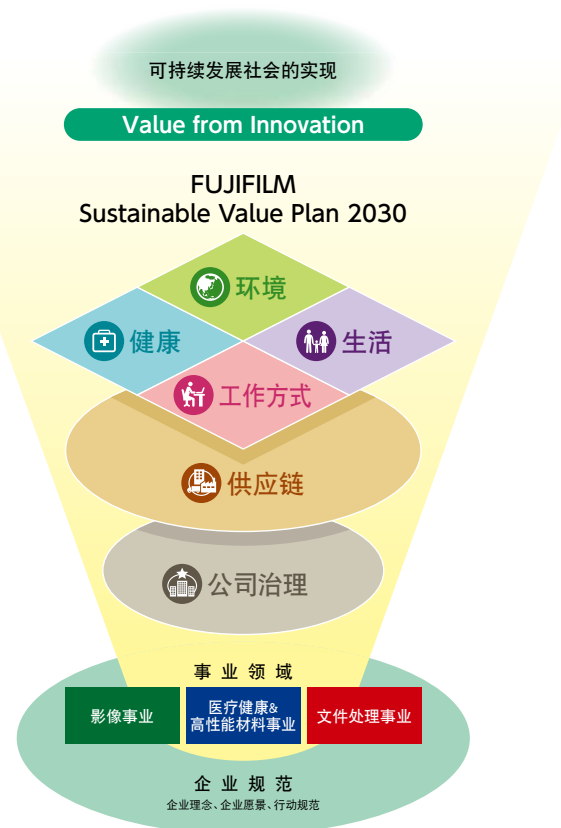 可持续发展社会的实现
Value from Innovation
FUJIFILM
Sustainable Value Plan 2030
环境
健康
生活
工作方式
供应链
公司治理
事业领域
影像事业
医疗健康&
高性能材料事业
文件处理事业
企业规范
企业理念、企业愿景、行动规范